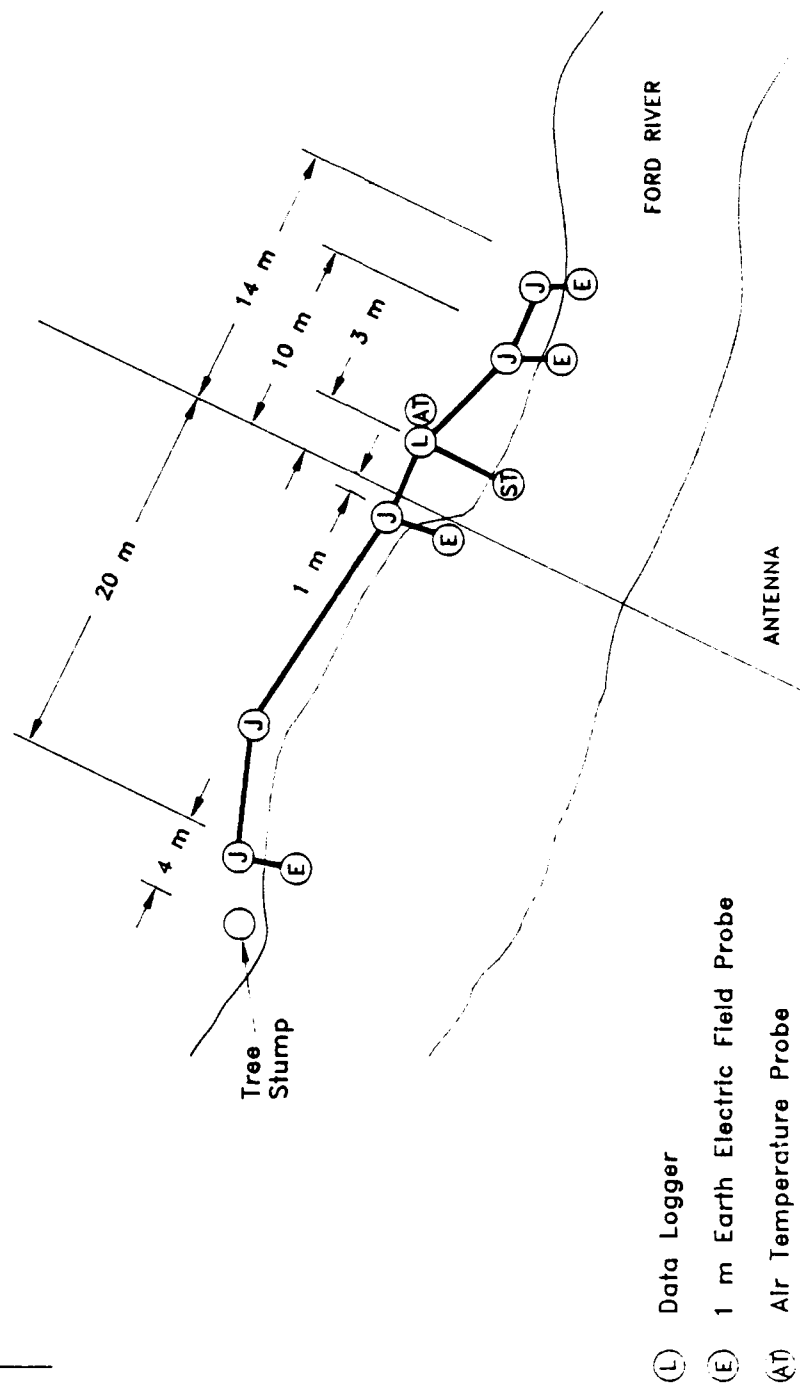 14 m
10 m
3 m
20 m
1 m
4 m
FORD RIVER
J
E
J
E
AT
L
ST
J
E
J
J
E
Tree
Stump
ANTENNA
L Data Logger
E 1 m Earth Electric Field Probe
AT Air Temperature Probe